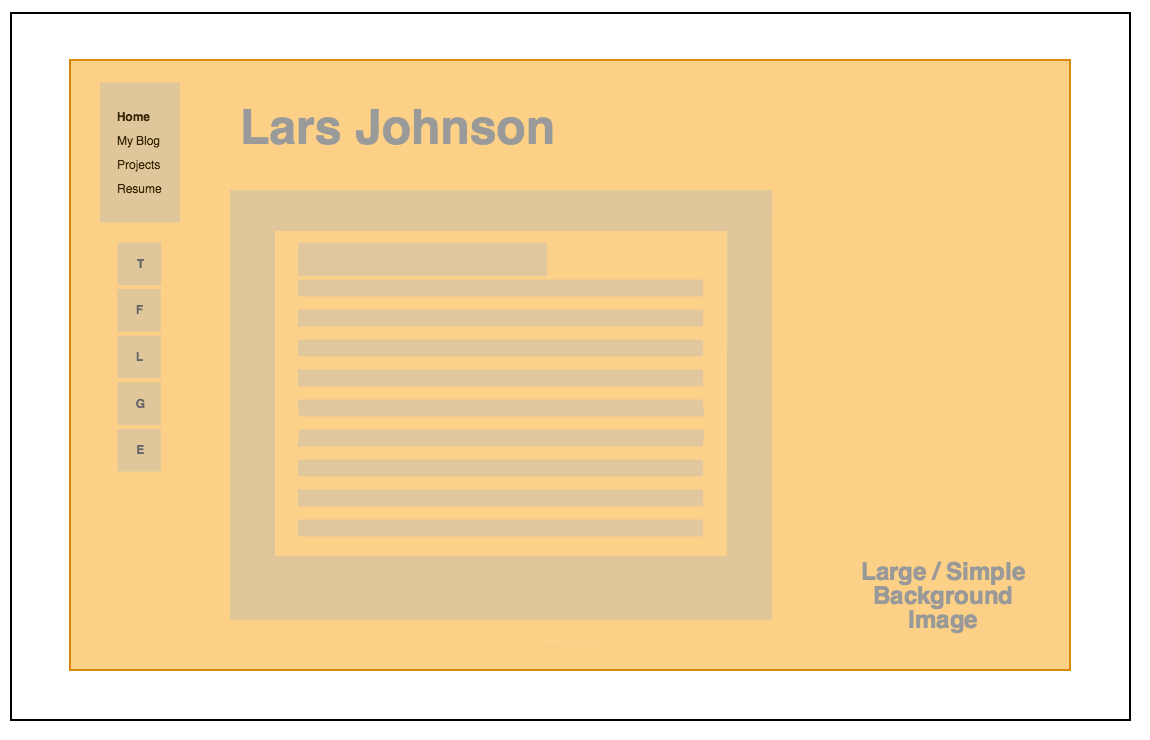 Home
My Blog
Projects
Resume
T
F
L
G
E
Lars Johnson
Large / Simple
Background
Image